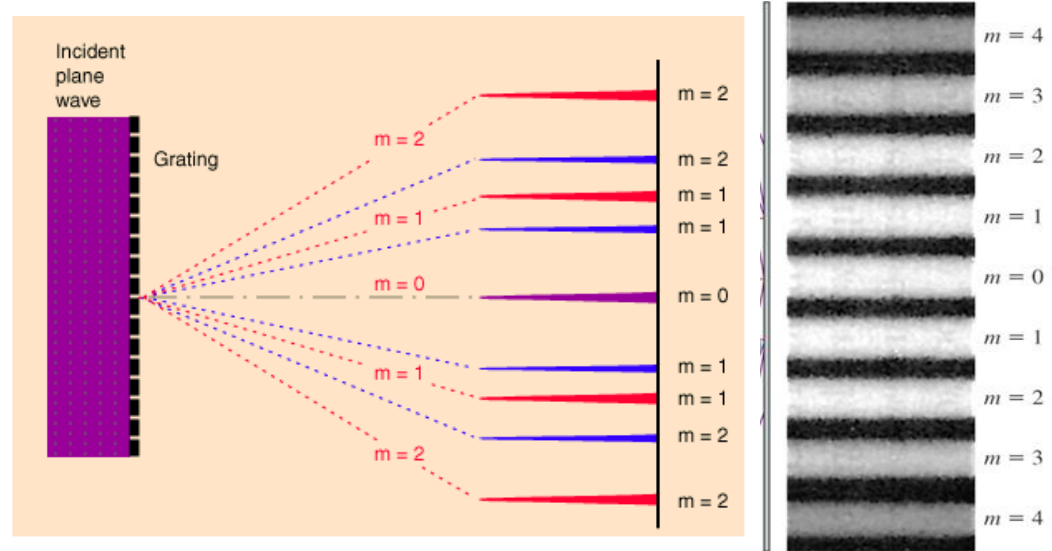 Incident
plane
wave
Grating
m = 2
m = 1
m = 0
m = 1
m = 2
m = 2
m = 2
m = 1
m = 1
m = 0
m = 1
m = 1
m = 2
m = 2
m = 4
m = 3
m = 2
m = 1
m = 0
m = 1
m = 2
m = 3
m = 4